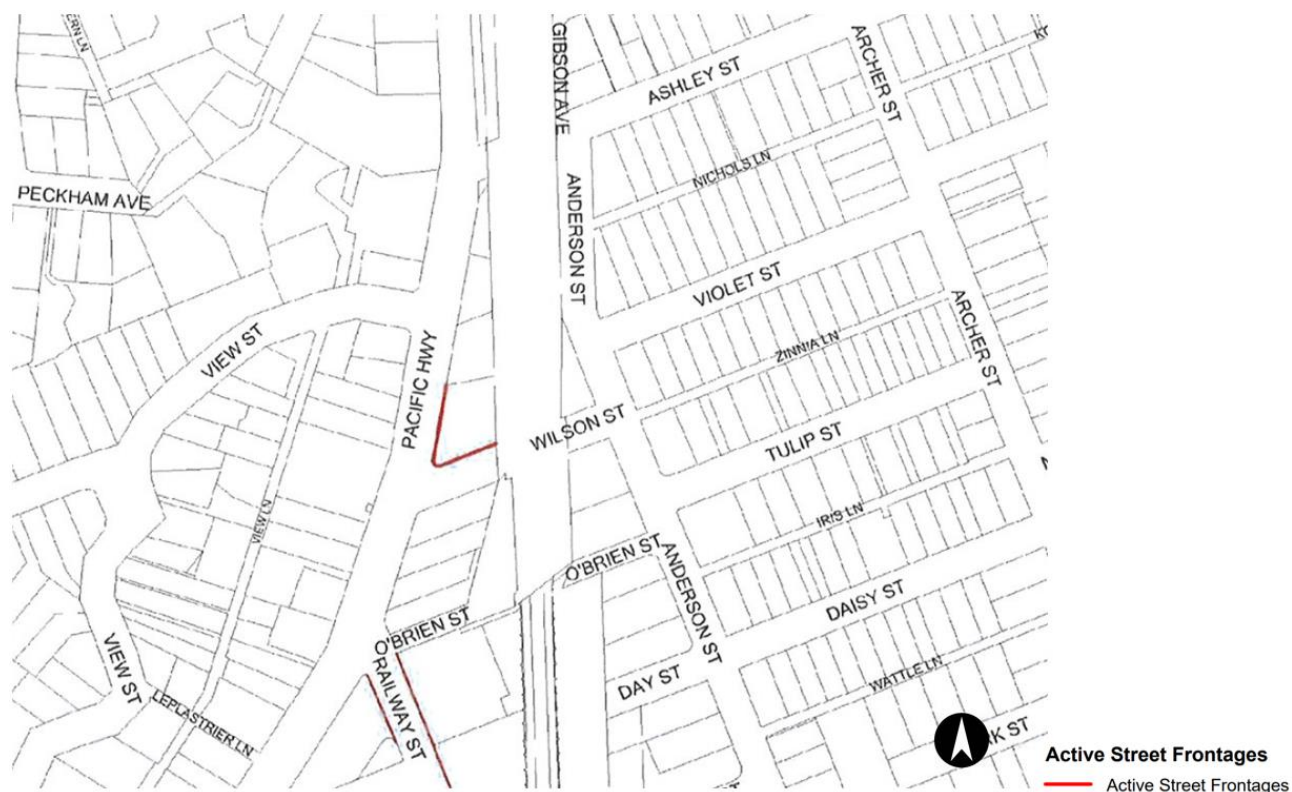 GIBSON AVE
ASHLEY ST
ARCHER ST
NICHOLS LN
PECKHAM AVE
ANDERSON ST
VIOLET ST
VIEW ST
PACIFIC HWY
ZINNIA LN
ARCHER ST
WILSON ST
TULIP ST
VIEW LN
IRIS LN
O'BRIEN ST
ANDERSON ST
DAISY ST
O'BRIEN ST
VIEW ST
RAILWAY ST
DAY ST
WATTLE LN
LEPLASTRIER LN
Active Street Frontages
Active Street Frontages